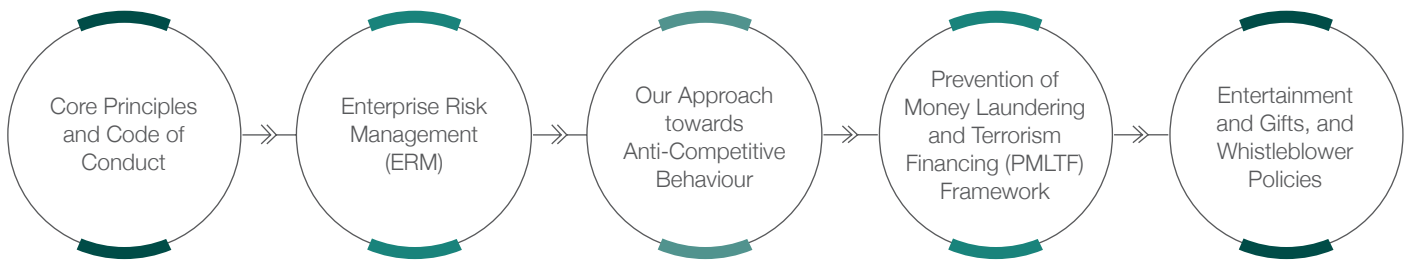 Core Principles
and Code of
Conduct
Enterprise Risk
Management
(ERM)
Our Approach
towards
Anti-Competitive
Behaviour
Prevention of
Money Laundering
and Terrorism
Financing (PMLTF)
Framework
Entertainment
and Gifts, and
Whistleblower
Policies